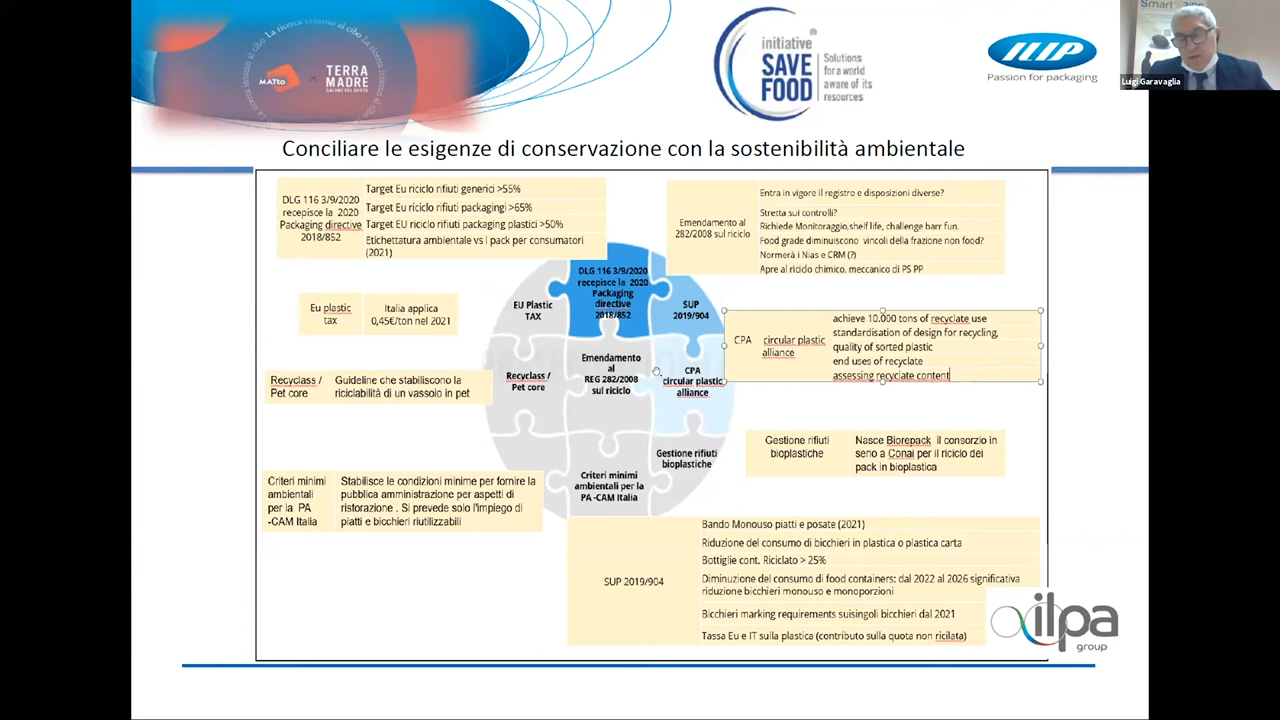 La ricerca intorno al cibo
MATtO
×
TERRA
MADRE
SALONE DEL GUSTO
initiative
SAVE
FOOD
®
Solutions
for a world
aware of its
resources
ILIP
Passion for packaging
Luigi Garavaglia
Conciliare le esigenze di conservazione con la sostenibilità ambientale
DLG 116 3/9/2020
recepisce la 2020
Packaging directive
2018/852
Target Eu riciclo rifiuti generici >55%
Target Eu riciclo rifiuti packagingi >65%
Target EU riciclo rifiuti packaging plastici >50%
Etichettatura ambientale vs i pack per consumatori
(2021)
Emendamento al
282/2008 sul riciclo
Entra in vigore il registro e disposizioni diverse?
Stretta sui controlli?
Richiede Monitoraggio,shelf life, challenge barr fun.
Food grade diminuiscono vincoli della frazione non food?
Normerà i Nias e CRM (?)
Apre al riciclo chimico, meccanico di PS PP
Eu plastic
tax
Italia applica
0,45€/ton nel 2021
EU Plastic
TAX
DLG 116 3/9/2020
recepisce la 2020
Packaging
directive
2018/852
SUP
2019/904
CPA
circular plastic
alliance
achieve 10.000 tons of recyclate use
standardisation of design for recycling,
quality of sorted plastic
end uses of recyclate
assessing recyclate content
Recyclass /
Pet core
Guideline che stabiliscono la
riciclabilità di un vassoio in pet
Recyclass /
Pet core
Emendamento
al
REG 282/2008
sul riciclo
CPA
circular plastic
alliance
Gestione rifiuti
bioplastiche
Nasce Biorepack il consorzio in
seno a Conai per il riciclo dei
pack in bioplastica
Criteri minimi
ambientali
per la PA
-CAM Italia
Stabilisce le condizioni minime per fornire la
pubblica amministrazione per aspetti di
ristorazione . Si prevede solo l'impiego di
piatti e bicchieri riutilizzabili
Criteri minimi
ambientali per la
PA -CAM Italia
Gestione rifiuti
bioplastiche
SUP 2019/904
Bando Monouso piatti e posate (2021)
Riduzione del consumo di bicchieri in plastica o plastica carta
Bottiglie cont. Riciclato > 25%
Diminuzione del consumo di food containers: dal 2022 al 2026 significativa
riduzione bicchieri monouso e monoporzioni
Bicchieri marking requirements suisingoli bicchieri dal 2021
Tassa Eu e IT sulla plastica (contributo sulla quota non ricilata)
ilpa
group